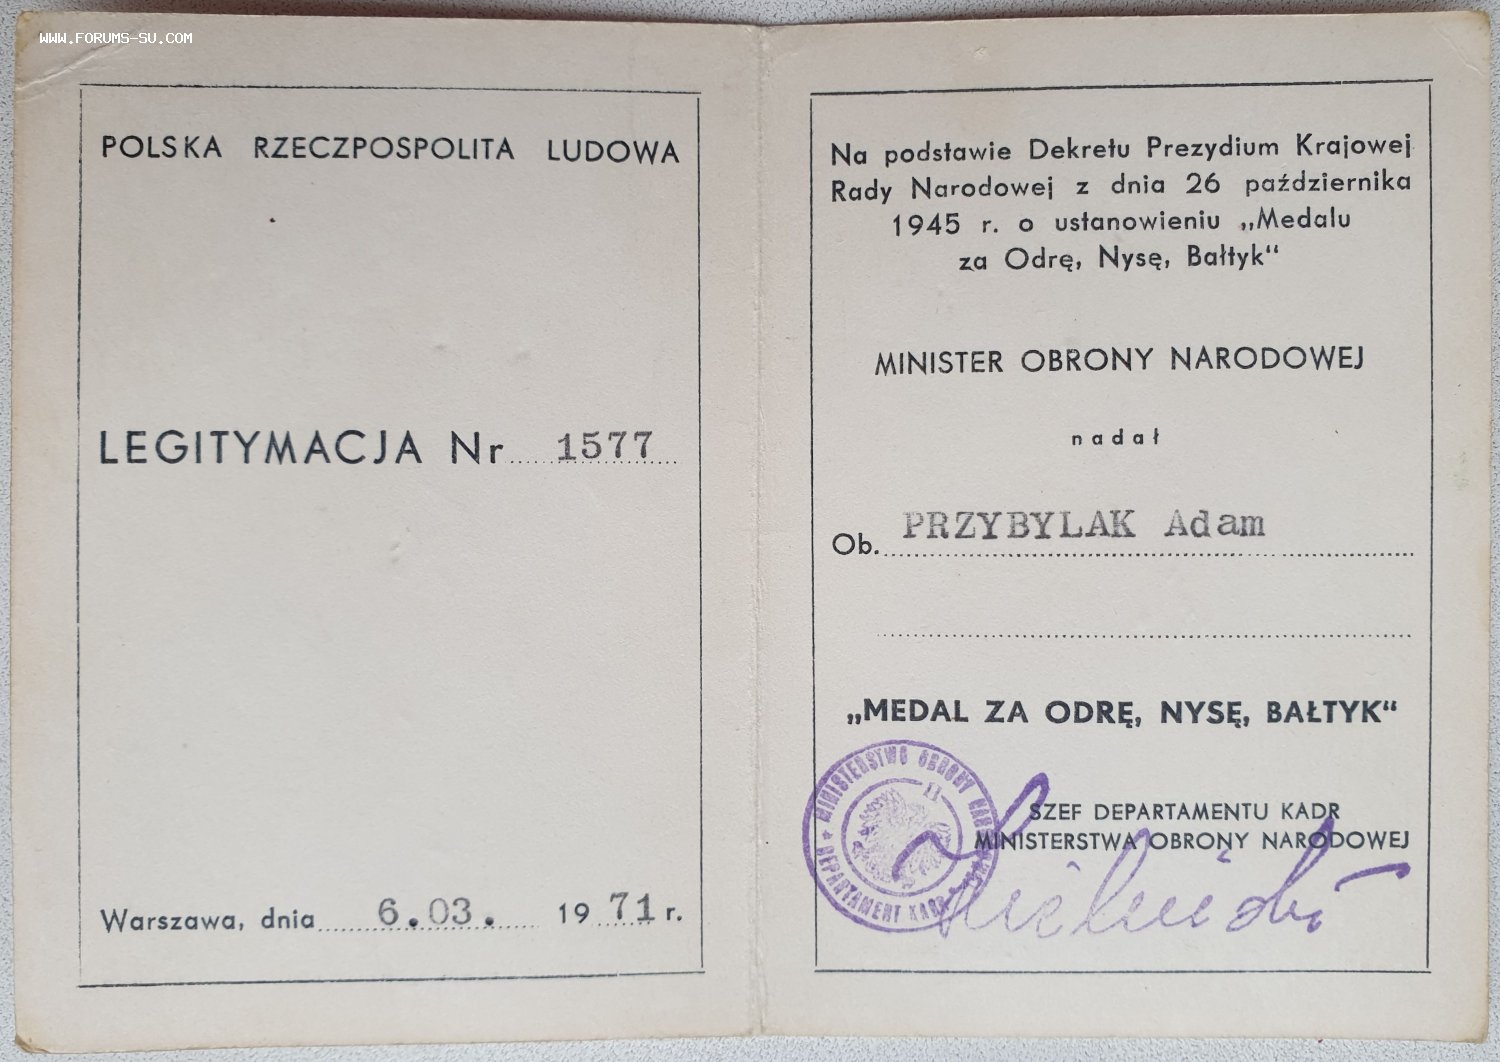 WWW.FORUMS-SU.COM
POLSKA RZECZPOSPOLITA LUDOWA
LEGITYMACJA Nr 1577
Warszawa, dnia 6.03. 1971 r.
Na podstawie Dekretu Prezydium Krajowej
Rady Narodowej z dnia 26 października
1945 r. o ustanowieniu „Medalu
za Odrę, Nysę, Bałtyk"
MINISTER OBRONY NARODOWEJ
nadał
Ob. PRZYBYLAK Adam
„MEDAL ZA ODRĘ, NYSĘ, BAŁTYK"
SZEF DEPARTAMENTU KADR
MINISTERSTWA OBRONY NARODOWEJ
MINISTERSTWO OBRONY NARODOWEJ
DEPARTAMENT KADR